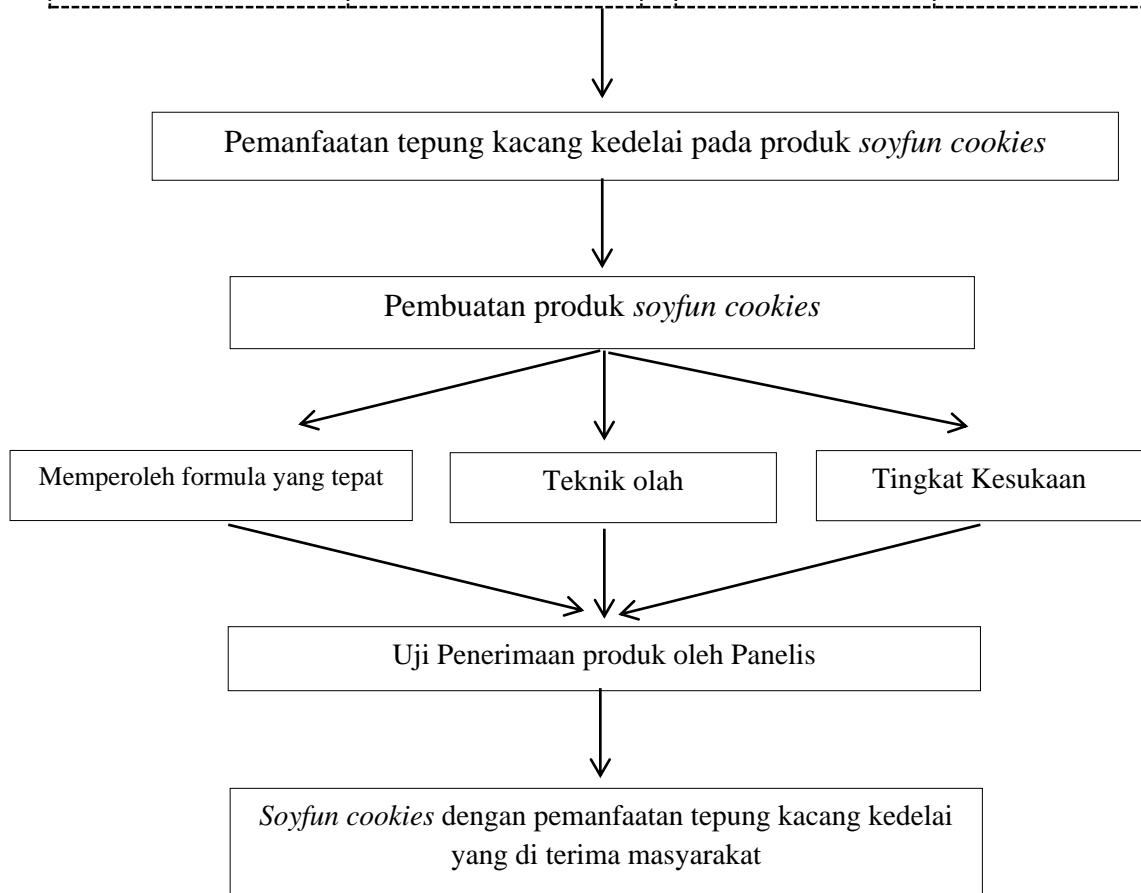 Pemanfaatan tepung kacang kedelai pada produk soyfun cookies
Pembuatan produk soyfun cookies
Memperoleh formula yang tepat
Teknik olah
Tingkat Kesukaan
Uji Penerimaan produk oleh Panelis
Soyfun cookies dengan pemanfaatan tepung kacang kedelai
yang di terima masyarakat